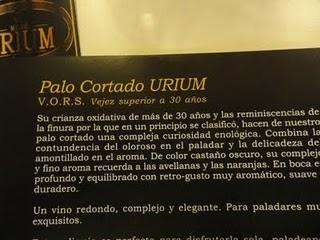 URIUM
Palo Cortado URIUM
V.O.R.S. Vejez superior a 30 años
Su crianza oxidativa de más de 30 años y las reminiscencias de
la finura por la que en un principio se clasificó, hacen de nuestro
palo cortado una compleja curiosidad enológica. Combina la
contundencia del oloroso en el paladar y la delicadeza del
amontillado en el aroma. De color castaño oscuro, su complejo
y fino aroma recuerda a las avellanas y las naranjas. En boca e
profundo y equilibrado con retro-gusto muy aromático, suave
duradero.
Un vino redondo, complejo y elegante. Para paladares mu
exquisitos.